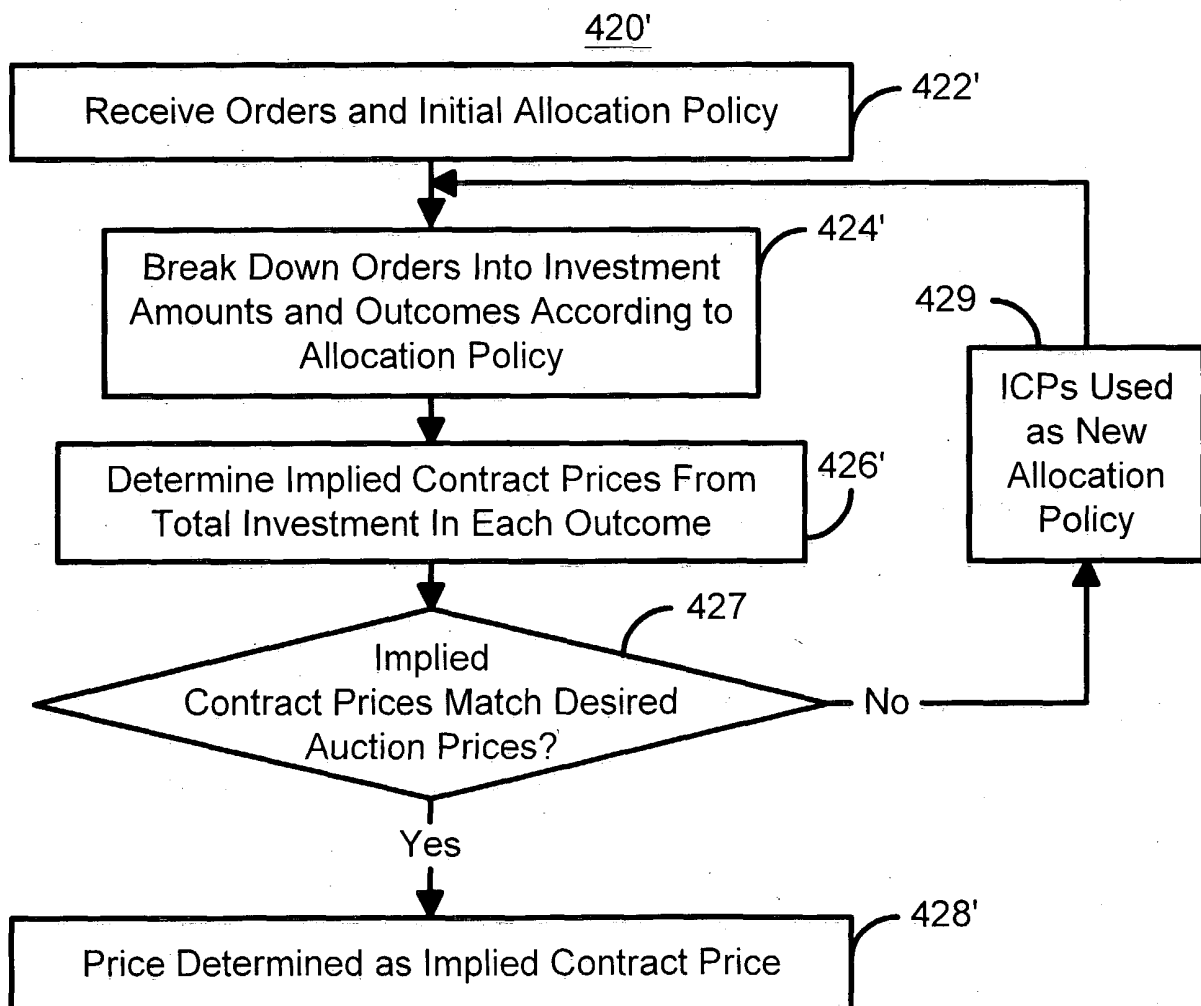 420'
Receive Orders and Initial Allocation Policy
422'
Break Down Orders Into Investment
Amounts and Outcomes According to
Allocation Policy
424'
Determine Implied Contract Prices From
Total Investment In Each Outcome
426'
Implied
Contract Prices Match Desired
Auction Prices?
427
No
429
ICPs Used
as New
Allocation
Policy
Yes
Price Determined as Implied Contract Price
428'